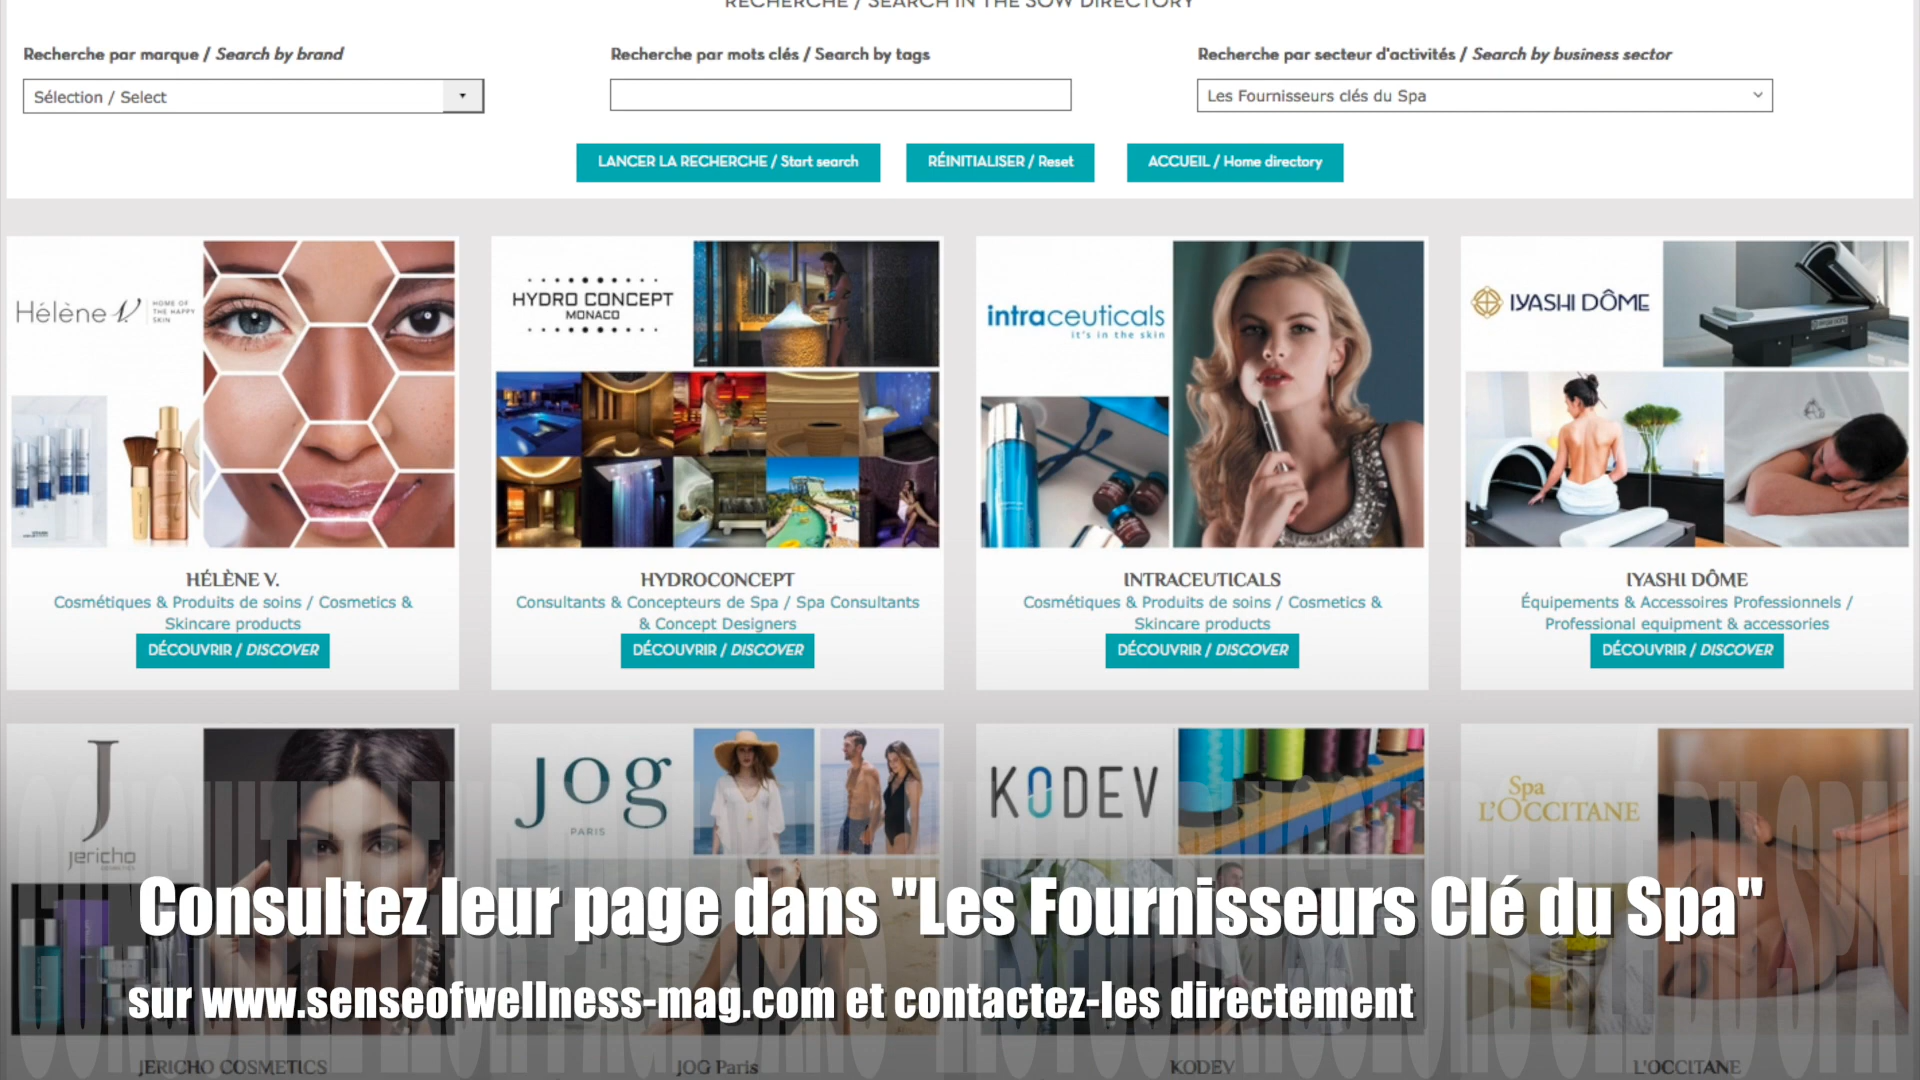 RECHERCHE / SEARCH IN THE SOW DIRECTORY
Recherche par marque / Search by brand
Recherche par mots clés / Search by tags
Recherche par secteur d'activités / Search by business sector
Sélection / Select
Les Fournisseurs clés du Spa
LANCER LA RECHERCHE / Start search
RÉINITIALISER / Reset
ACCUEIL / Home directory
Hélène V
HOME OF
THE HAPPY
SKIN
HYDRO CONCEPT
MONACO
intraceuticals
it's in the skin
IYASHI DÔME
HÉLÈNE V.
Cosmétiques & Produits de soins / Cosmetics &
Skincare products
DÉCOUVRIR / DISCOVER
HYDROCONCEPT
Consultants & Concepteurs de Spa / Spa Consultants
& Concept Designers
DÉCOUVRIR / DISCOVER
INTRACEUTICALS
Cosmétiques & Produits de soins / Cosmetics &
Skincare products
DÉCOUVRIR / DISCOVER
IYASHI DÔME
Équipements & Accessoires Professionnels /
Professional equipment & accessories
DÉCOUVRIR / DISCOVER
J
jericho
COSMETICS
jog
PARIS
KODEV
Spa
L'OCCITANE
Consultez leur page dans "Les Fournisseurs Clé du Spa"
sur www.senseofwellness-mag.com et contactez-les directement
JERICHO COSMETICS
JOG Paris
KODEV
L'OCCITANE